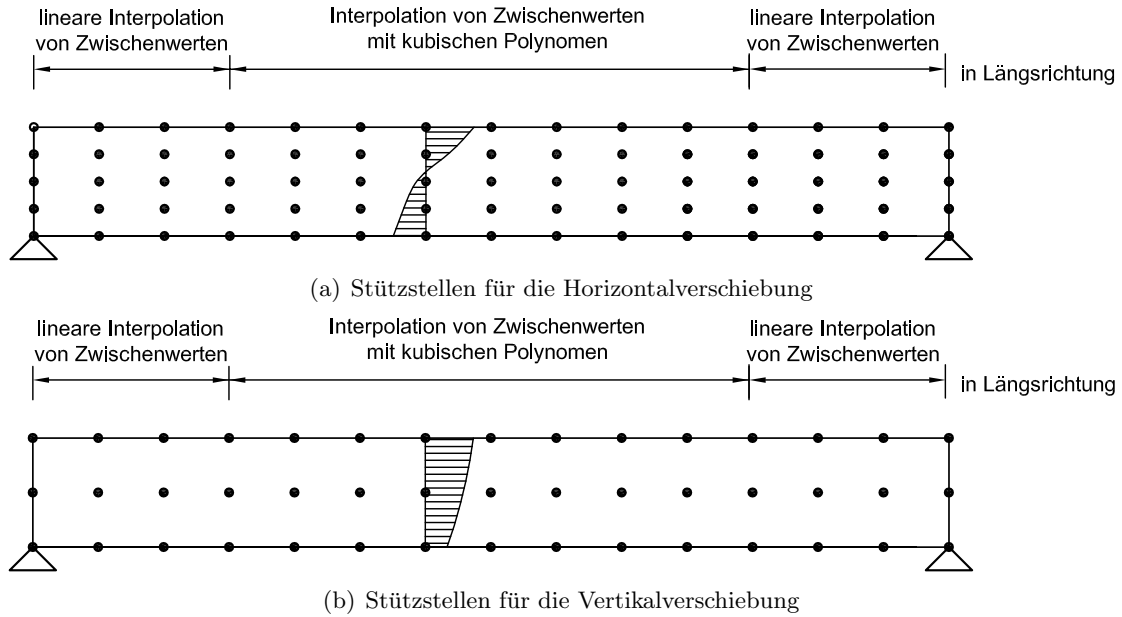 lineare Interpolation
von Zwischenwerten
Interpolation von Zwischenwerten
mit kubischen Polynomen
lineare Interpolation
von Zwischenwerten
in Längsrichtung
(a) Stützstellen für die Horizontalverschiebung
lineare Interpolation
von Zwischenwerten
Interpolation von Zwischenwerten
mit kubischen Polynomen
lineare Interpolation
von Zwischenwerten
in Längsrichtung
(b) Stützstellen für die Vertikalverschiebung